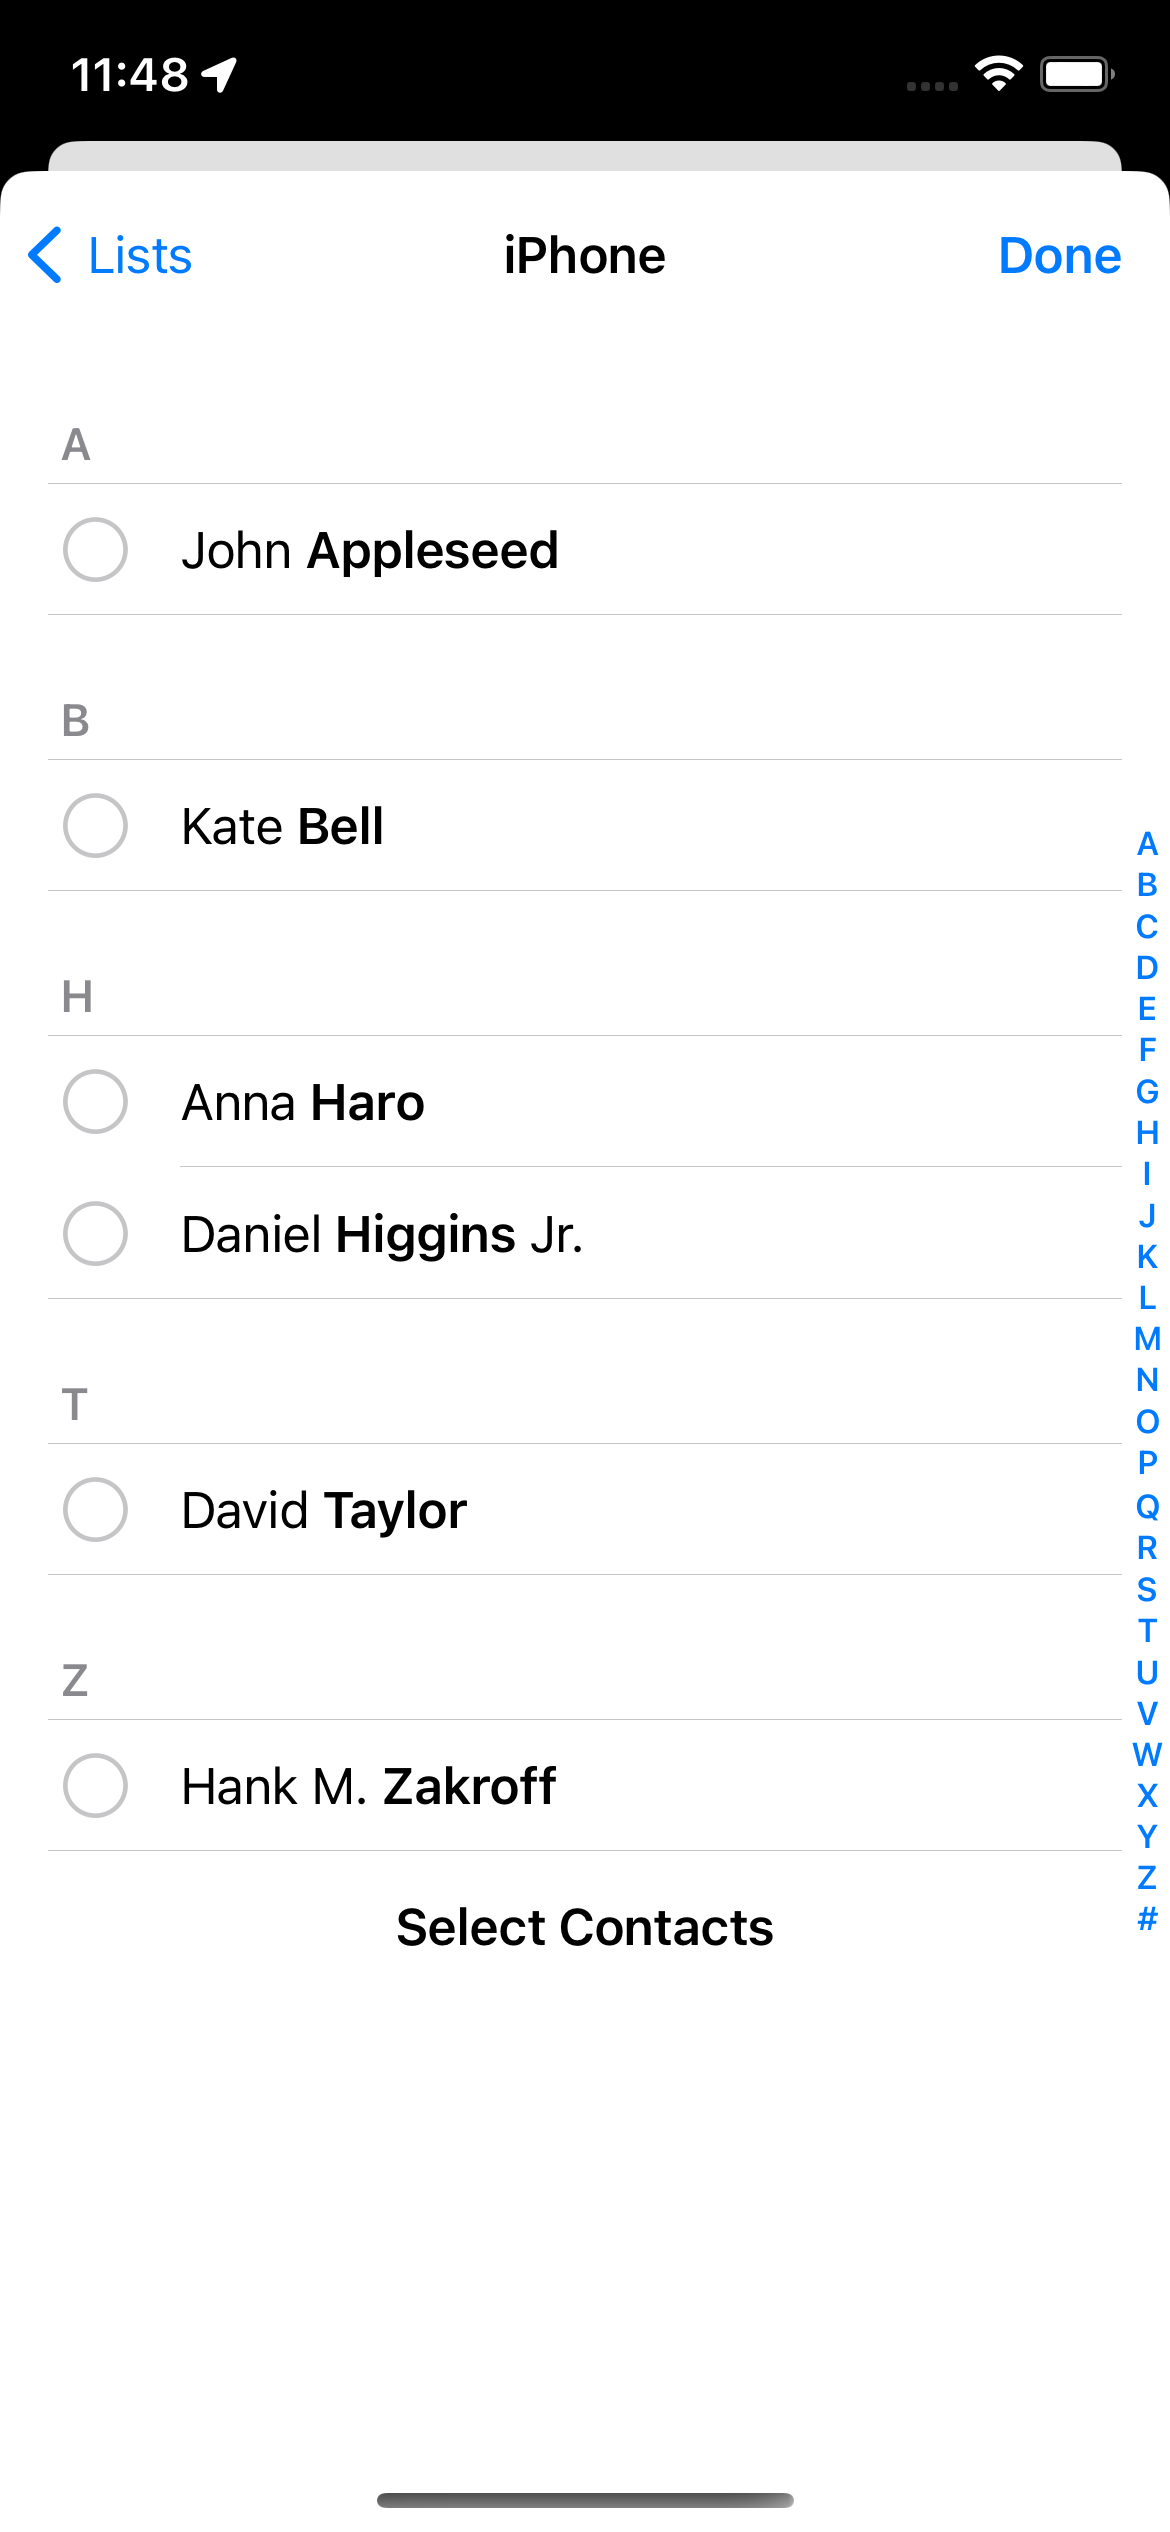 11:48
Lists
iPhone
Done
A
John Appleseed
B
Kate Bell
H
Anna Haro
Daniel Higgins Jr.
T
David Taylor
Z
Hank M. Zakroff
Select Contacts
A
B
C
D
E
F
G
H
I
J
K
L
M
N
O
P
Q
R
S
T
U
V
W
X
Y
Z
#